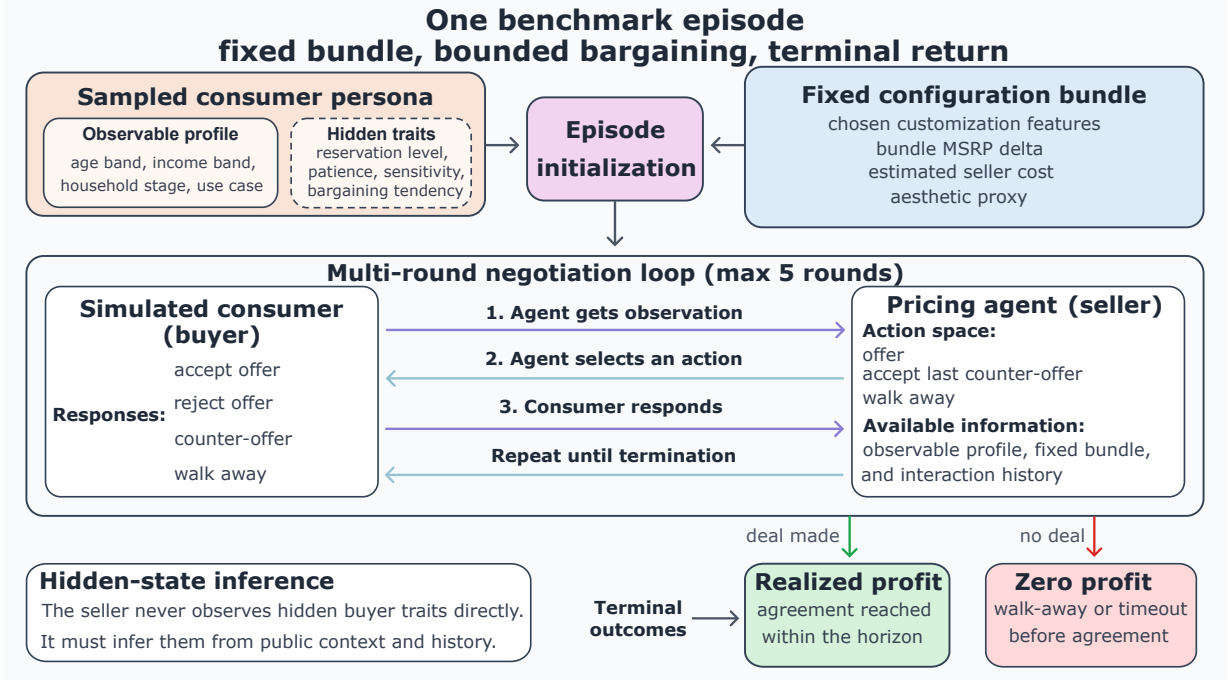 One benchmark episode
fixed bundle, bounded bargaining, terminal return
Sampled consumer persona
Observable profile
age band, income band,
household stage, use case
Hidden traits
reservation level,
patience, sensitivity,
bargaining tendency
Episode
initialization
Fixed configuration bundle
chosen customization features
bundle MSRP delta
estimated seller cost
aesthetic proxy
Multi-round negotiation loop (max 5 rounds)
Simulated consumer
(buyer)
Responses:
accept offer
reject offer
counter-offer
walk away
1. Agent gets observation
2. Agent selects an action
3. Consumer responds
Repeat until termination
Pricing agent (seller)
Action space:
offer
accept last counter-offer
walk away
Available information:
observable profile, fixed bundle,
and interaction history
deal made
no deal
Hidden-state inference
The seller never observes hidden buyer traits directly.
It must infer them from public context and history.
Terminal
outcomes
Realized profit
agreement reached
within the horizon
Zero profit
walk-away or timeout
before agreement